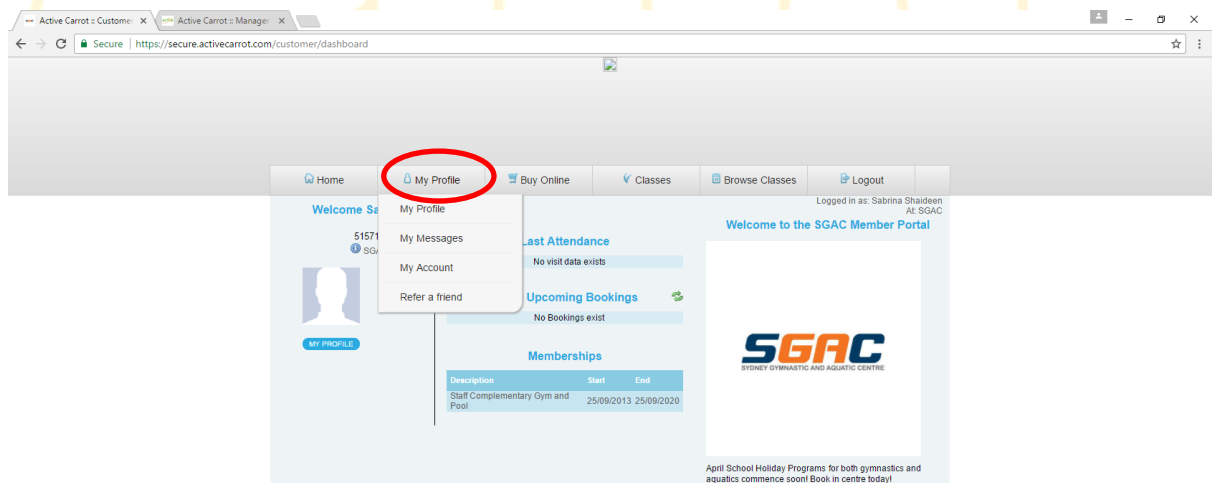 Active Carrot :: Custome
Active Carrot :: Manager
Secure | https://secure.activecarrot.com/customer/dashboard
Home
My Profile
Buy Online
Classes
Browse Classes
Logout
Logged in as: Sabrina Shaideen
At: SGAC
Welcome Sa
51571
SGA
My Profile
My Messages
My Account
Refer a friend
MY PROFILE
Last Attendance
No visit data exists
Upcoming Bookings
No Bookings exist
Memberships
Description Start End
Staff Complementary Gym and Pool 25/09/2013 25/09/2020
Welcome to the SGAC Member Portal
SGAC
SYDNEY GYMNASTIC AND AQUATIC CENTRE
April School Holiday Programs for both gymnastics and
aquatics commence soon! Book in centre today!